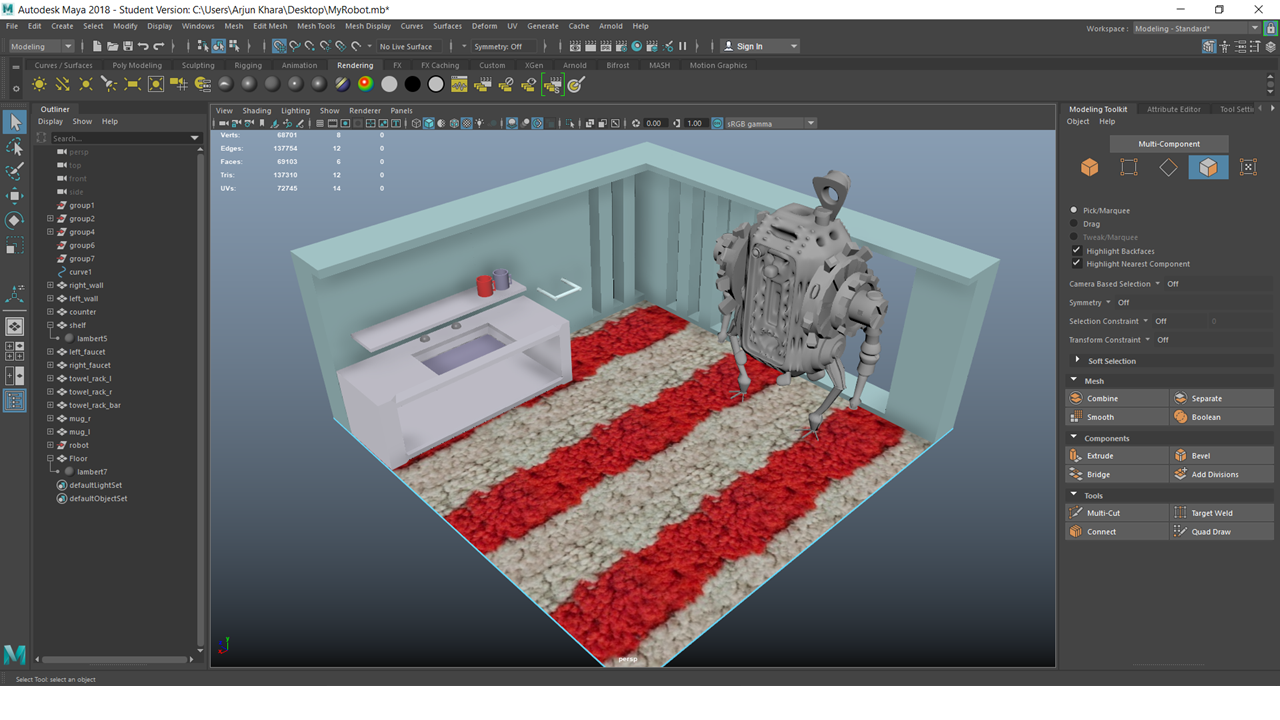 Autodesk Maya 2018 - Student Version: C:\Users\Arjun Khara\Desktop\MyRobot.mb*
File Edit Create Select Modify Display Windows Mesh Edit Mesh Mesh Tools Mesh Display Curves Surfaces Deform UV Generate Cache Arnold Help
Workspace: Modeling - Standard*
Modeling No Live Surface Symmetry: Off Sign In
Curves / Surfaces Poly Modeling Sculpting Rigging Animation Rendering FX FX Caching Custom XGen Arnold Bifrost MASH Motion Graphics
Outliner
Display Show Help
Search...
persp
top
front
side
group1
group2
group4
group6
group7
curve1
right_wall
left_wall
counter
shelf
lambert5
left_faucet
right_faucet
towel_rack_l
towel_rack_r
towel_rack_bar
mug_r
mug_l
robot
Floor
lambert7
defaultLightSet
defaultObjectSet
View Shading Lighting Show Renderer Panels
0.00 1.00 sRGB gamma
Verts: 68701 8 0
Edges: 137754 12 0
Faces: 69103 6 0
Tris: 137310 12 0
UVs: 72745 14 0
persp
Modeling Toolkit Attribute Editor Tool Setti
Object Help
Multi-Component
Pick/Marquee
Drag
Tweak/Marquee
Highlight Backfaces
Highlight Nearest Component
Camera Based Selection Off
Symmetry Off
Selection Constraint Off 0
Transform Constraint Off
Soft Selection
Mesh
Combine Separate
Smooth Boolean
Components
Extrude Bevel
Bridge Add Divisions
Tools
Multi-Cut Target Weld
Connect Quad Draw
Select Tool: select an object